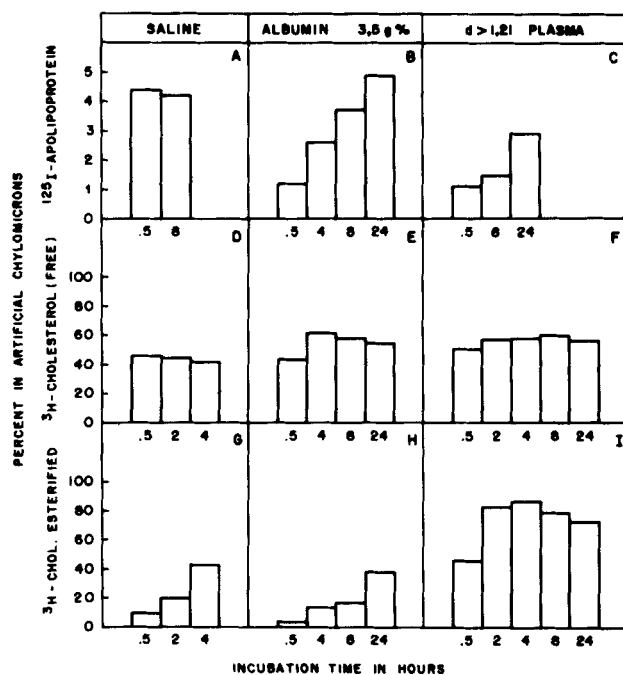 SALINE
ALBUMIN 3,5 g %
d > 1,21 PLASMA
PERCENT IN ARTIFICIAL CHYLOMICRONS
125I-APOLIPOPROTEIN
5
4
3
2
1
0
A
B
C
.5 8
.5 4 8 24
.5 8 24
3H-CHOLESTEROL (FREE)
100
80
60
40
20
0
D
E
F
.5 2 4
.5 4 8 24
.5 2 4 8 24
3H-CHOL. ESTERIFIED
100
80
60
40
20
0
G
H
I
.5 2 4
.5 4 8 24
.5 2 4 8 24
INCUBATION TIME IN HOURS